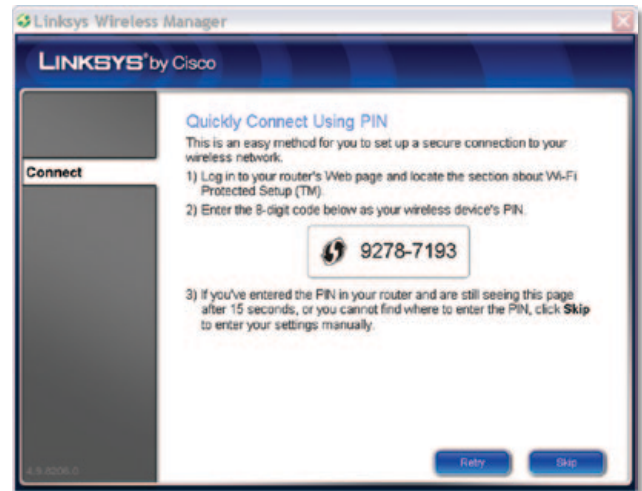 Linksys Wireless Manager
LINKSYS® by Cisco
Quickly Connect Using PIN
This is an easy method for you to set up a secure connection to your
wireless network.
Connect
1) Log in to your router's Web page and locate the section about Wi-Fi
Protected Setup (TM).
2) Enter the 8-digit code below as your wireless device's PIN.
9278-7193
3) If you've entered the PIN in your router and are still seeing this page
after 15 seconds, or you cannot find where to enter the PIN, click Skip
to enter your settings manually.
Retry
Skip